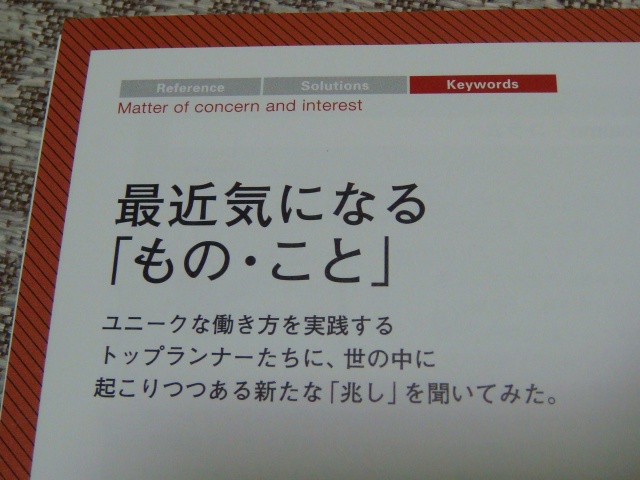 Reference Solutions Keywords
Matter of concern and interest
最近気になる
「もの・こと」
ユニークな働き方を実践する
トップランナーたちに、世の中に
起こりつつある新たな「兆し」を聞いてみた。